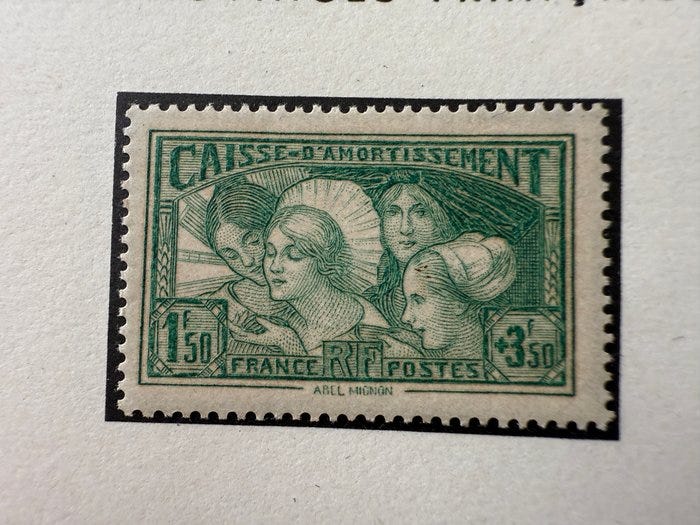 CAISSE-D'AMORTISSEMENT
1F50
+3F50
FRANCE RF POSTES
ABEL MIGNON